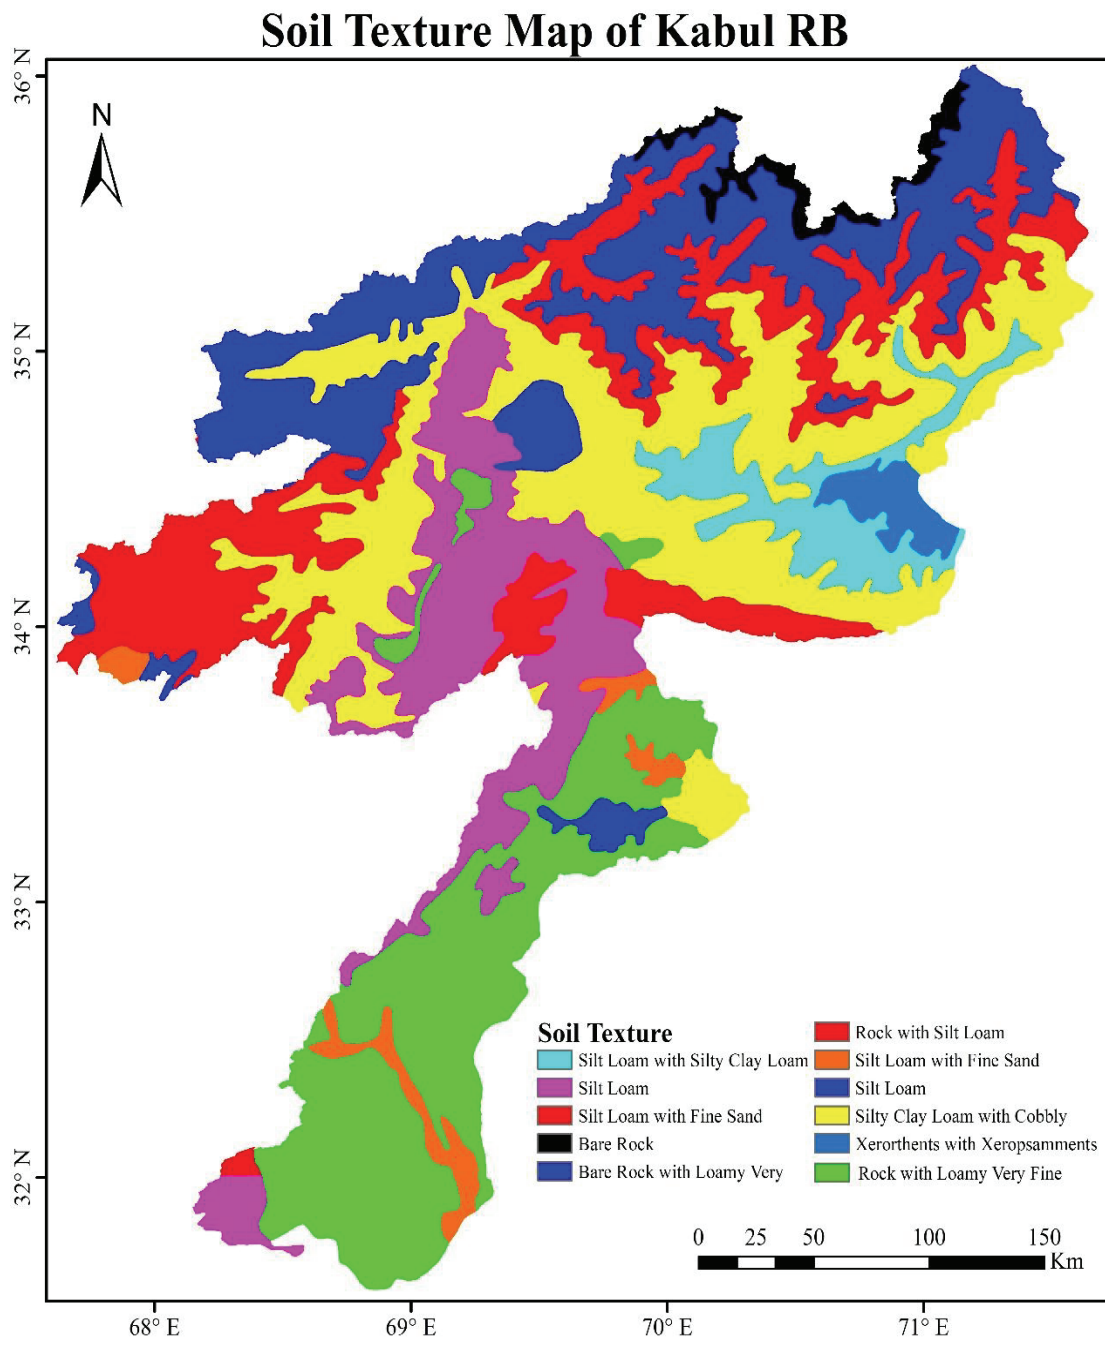 Soil Texture Map of Kabul RB
N
36° N
35° N
34° N
33° N
32° N
Soil Texture
Silt Loam with Silty Clay Loam
Silt Loam
Silt Loam with Fine Sand
Bare Rock
Bare Rock with Loamy Very
Rock with Silt Loam
Silt Loam with Fine Sand
Silt Loam
Silty Clay Loam with Cobbly
Xerorthents with Xeropsamments
Rock with Loamy Very Fine
0 25 50 100 150
Km
68° E 69° E 70° E 71° E